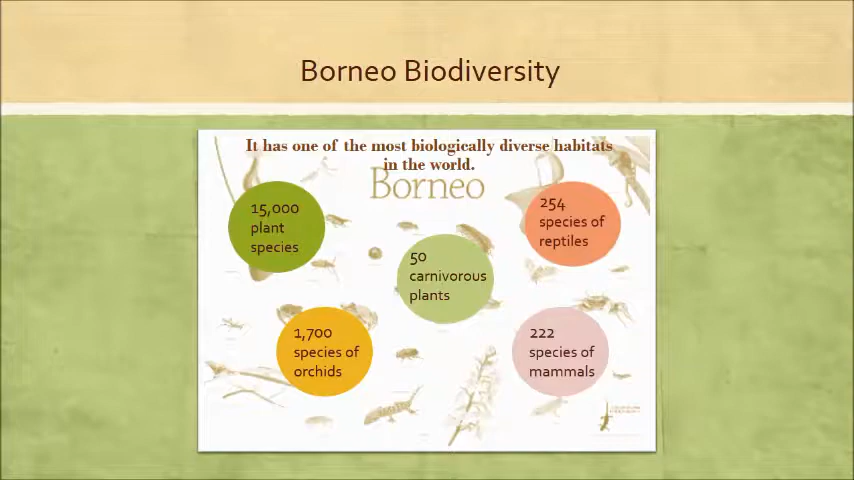 Borneo Biodiversity
It has one of the most biologically diverse habitats
in the world.
Borneo
15,000
plant
species
254
species of
reptiles
50
carnivorous
plants
1,700
species of
orchids
222
species of
mammals